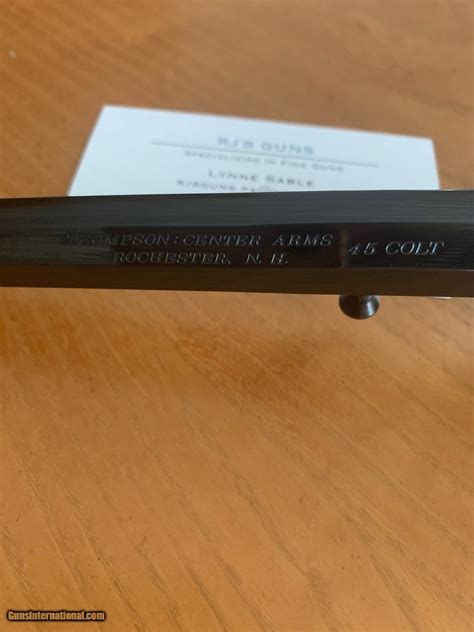 RJ'S GUNS
SPECIALIZING IN FINE GUNS
LYNNE SABLE
THOMPSON:CENTER ARMS 45 COLT
ROCHESTER, N. H.
GunsInternational.com